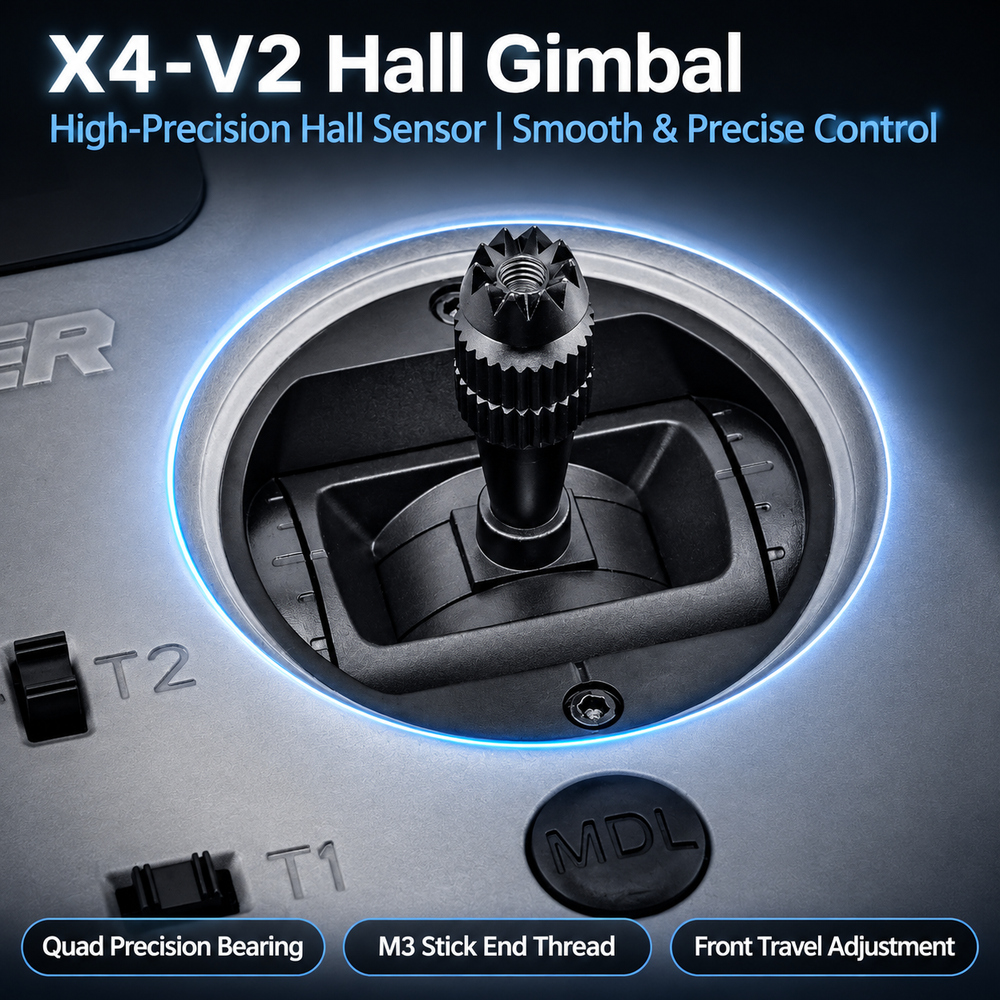 X4-V2 Hall Gimbal
High-Precision Hall Sensor | Smooth & Precise Control
ER
T2
T1
MDL
Quad Precision Bearing
M3 Stick End Thread
Front Travel Adjustment